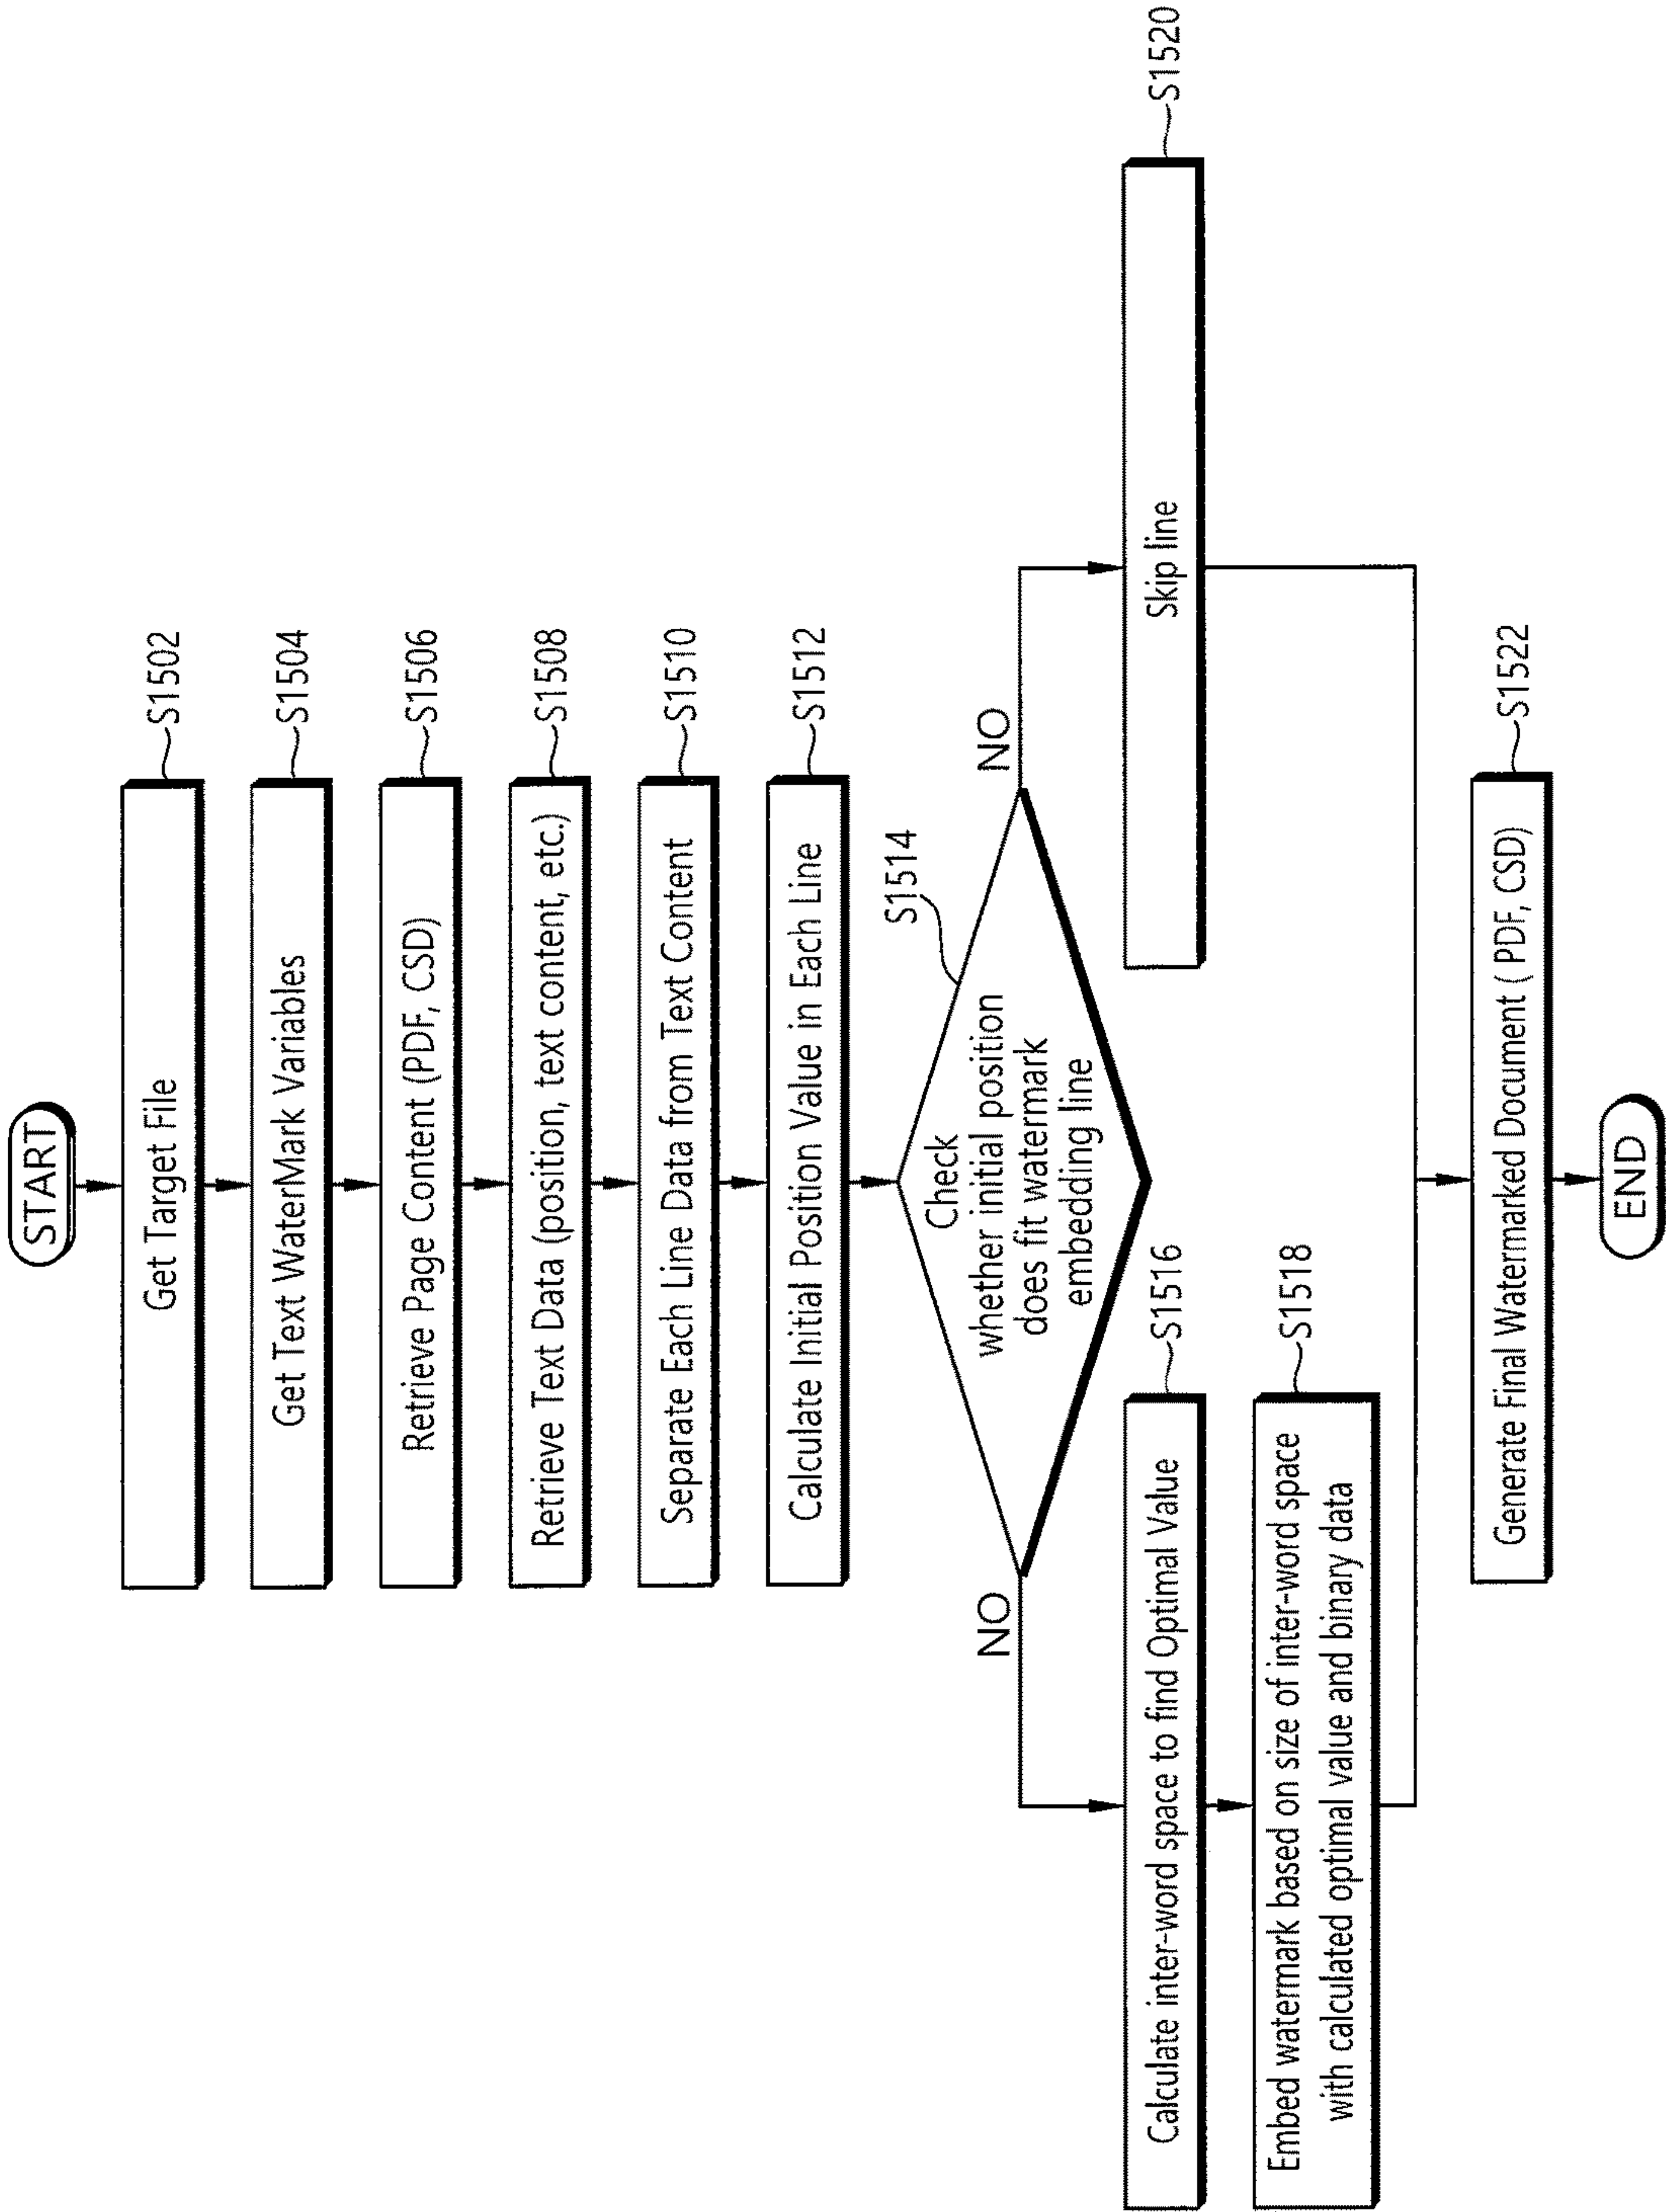 START
Get Target File
S1502
Get Text WaterMark Variables
S1504
Retrieve Page Content (PDF, CSD)
S1506
Retrieve Text Data (position, text content, etc.)
S1508
Separate Each Line Data from Text Content
S1510
Calculate Initial Position Value in Each Line
S1512
S1514
Check
whether initial position
does fit watermark
embedding line
NO
NO
Calculate inter-word space to find Optimal Value
S1516
Skip line
S1520
Embed watermark based on size of inter-word space
with calculated optimal value and binary data
S1518
Generate Final Watermarked Document ( PDF, CSD)
S1522
END